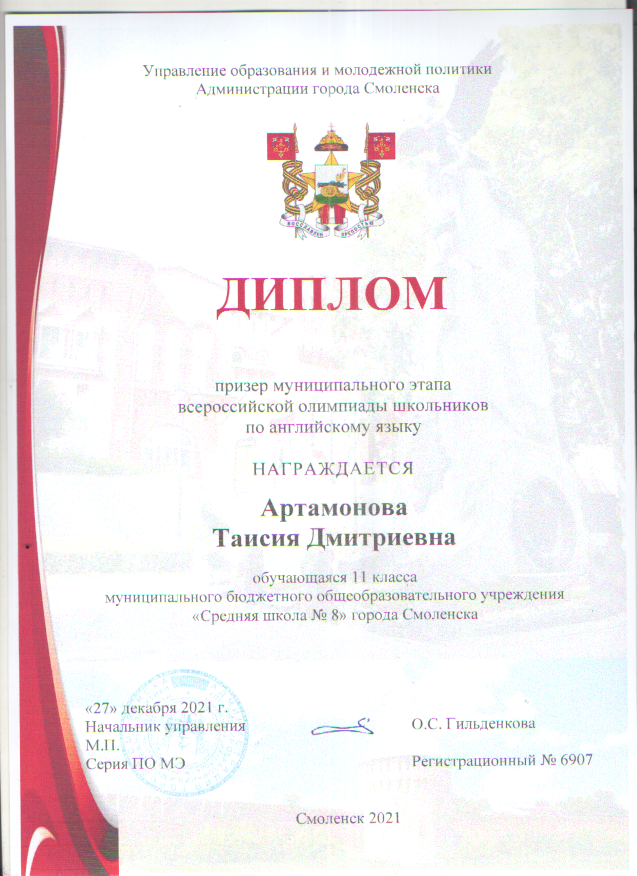 Управление образования и молодежной политики
Администрации города Смоленска
ДИПЛОМ
призер муниципального этапа
всероссийской олимпиады школьников
по английскому языку
НАГРАЖДАЕТСЯ
Артамонова
Таисия Дмитриевна
обучающаяся 11 класса
муниципального бюджетного общеобразовательного учреждения
«Средняя школа № 8» города Смоленска
«27» декабря 2021 г.
Начальник управления
О.С. Гильденкова
М.П.
Серия ПО МЭ
Регистрационный № 6907
Смоленск 2021